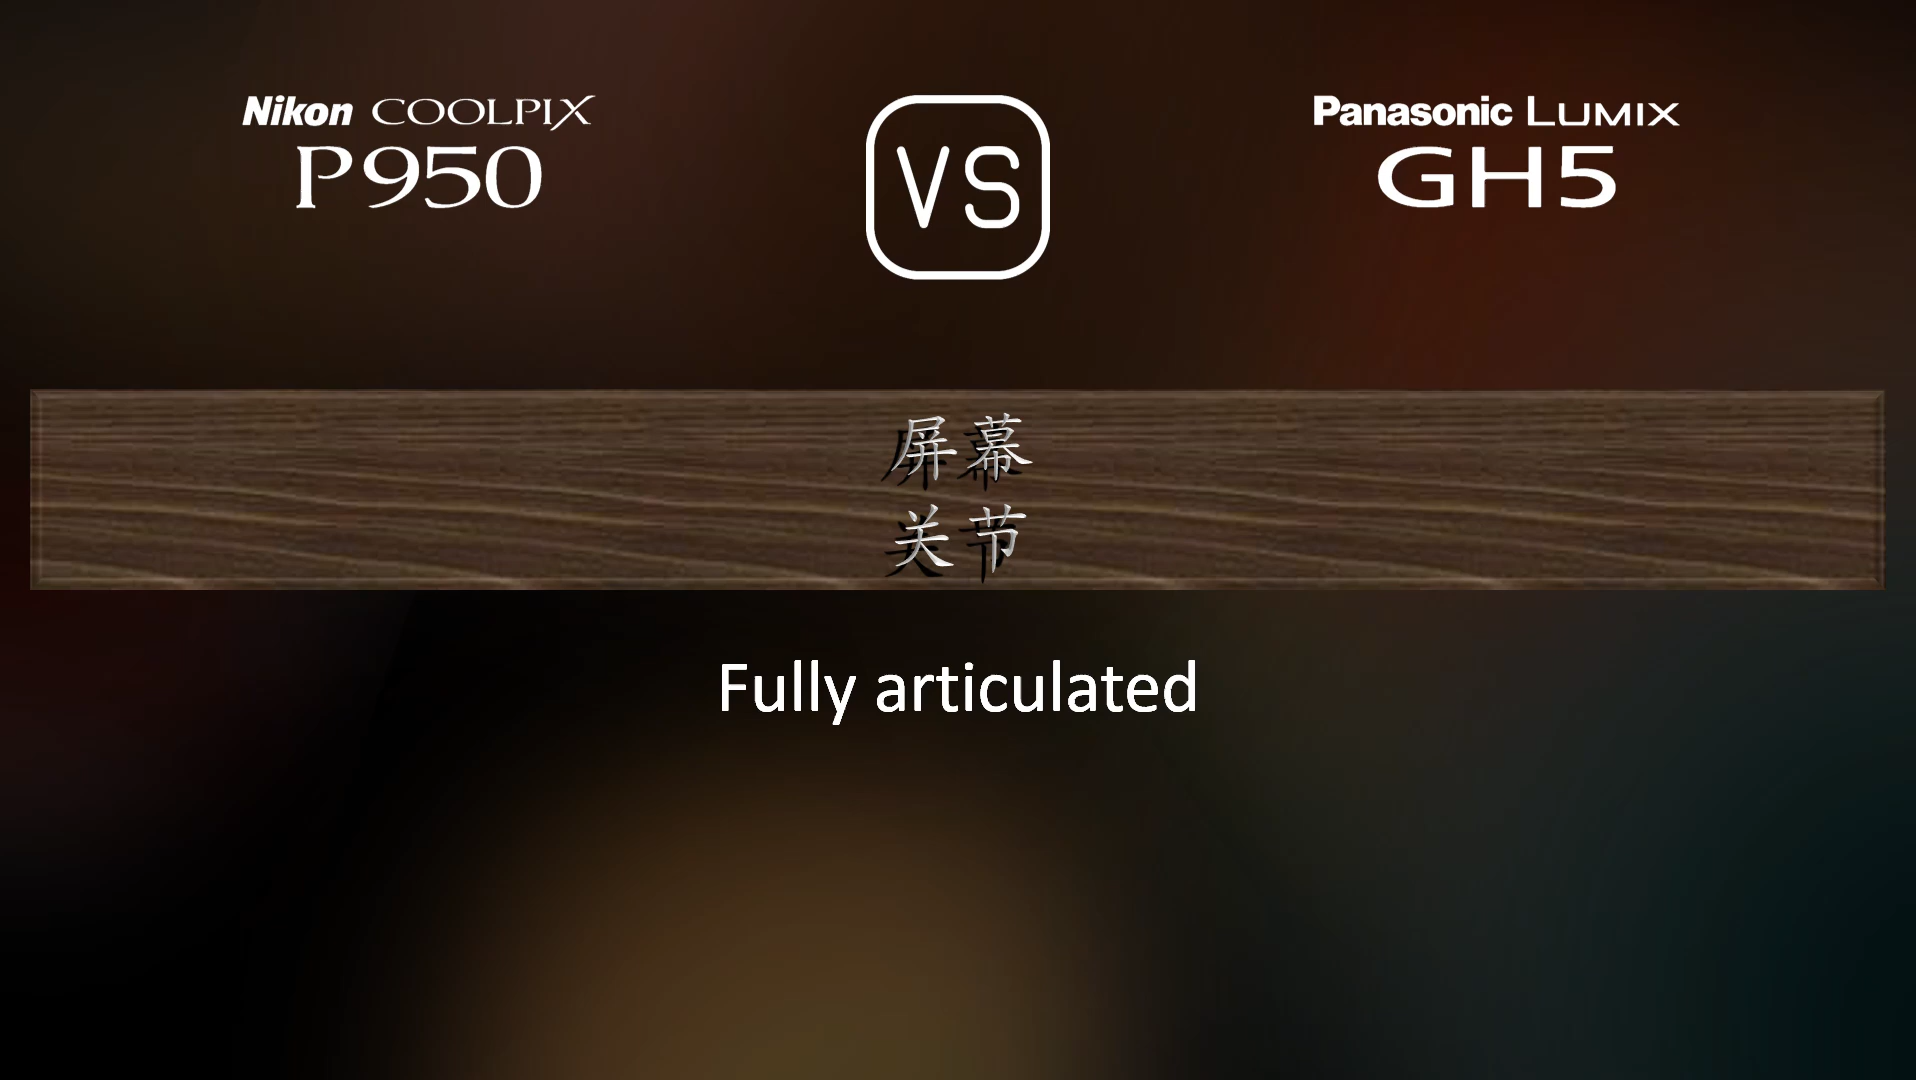 Nikon COOLPIX
P950
VS
Panasonic LUMIX
GH5
屏幕
关节
Fully articulated